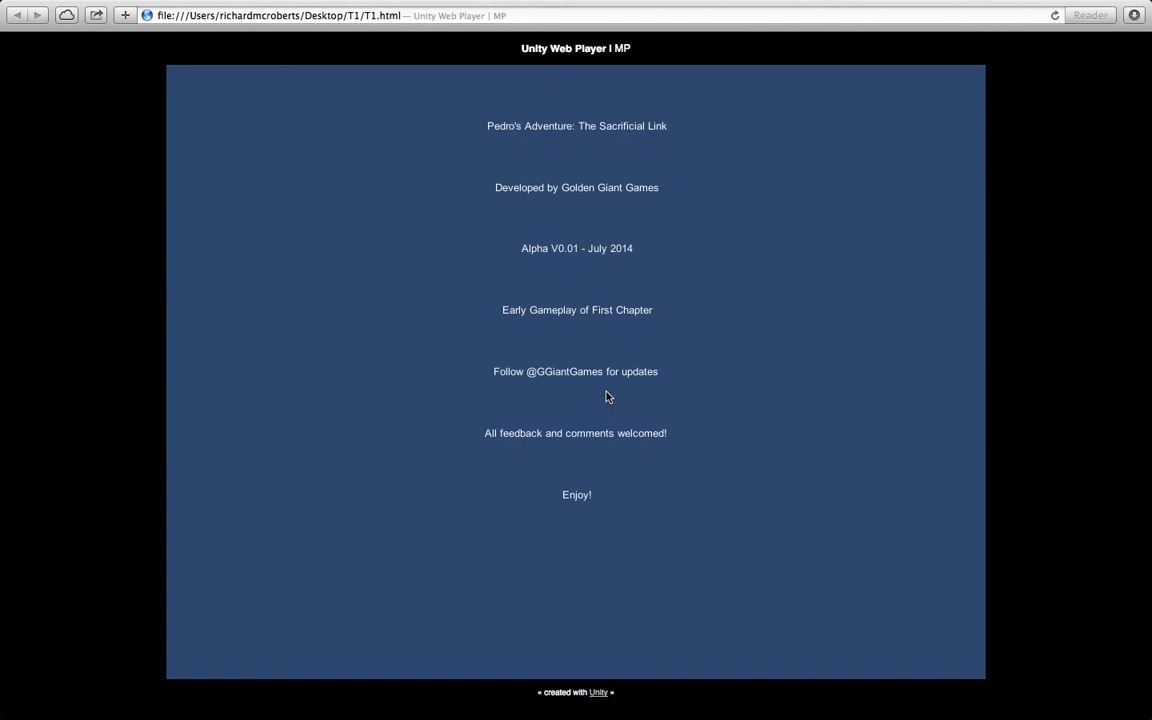 file:///Users/richardmcroberts/Desktop/T1/T1.html — Unity Web Player | MP
Reader
Unity Web Player | MP
Pedro's Adventure: The Sacrificial Link
Developed by Golden Giant Games
Alpha V0.01 - July 2014
Early Gameplay of First Chapter
Follow @GGiantGames for updates
All feedback and comments welcomed!
Enjoy!
« created with Unity »